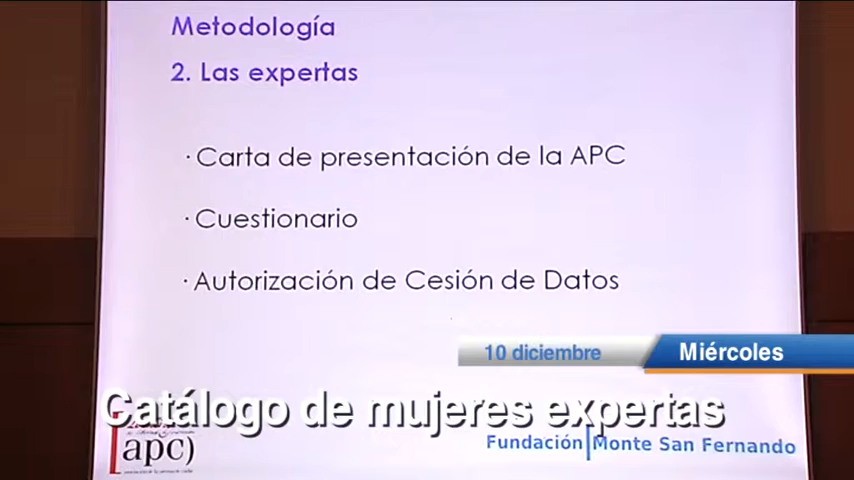 Metodología
2. Las expertas
· Carta de presentación de la APC
· Cuestionario
· Autorización de Cesión de Datos
10 diciembre
Miércoles
Catálogo de mujeres expertas
apc)
Fundación Monte San Fernando